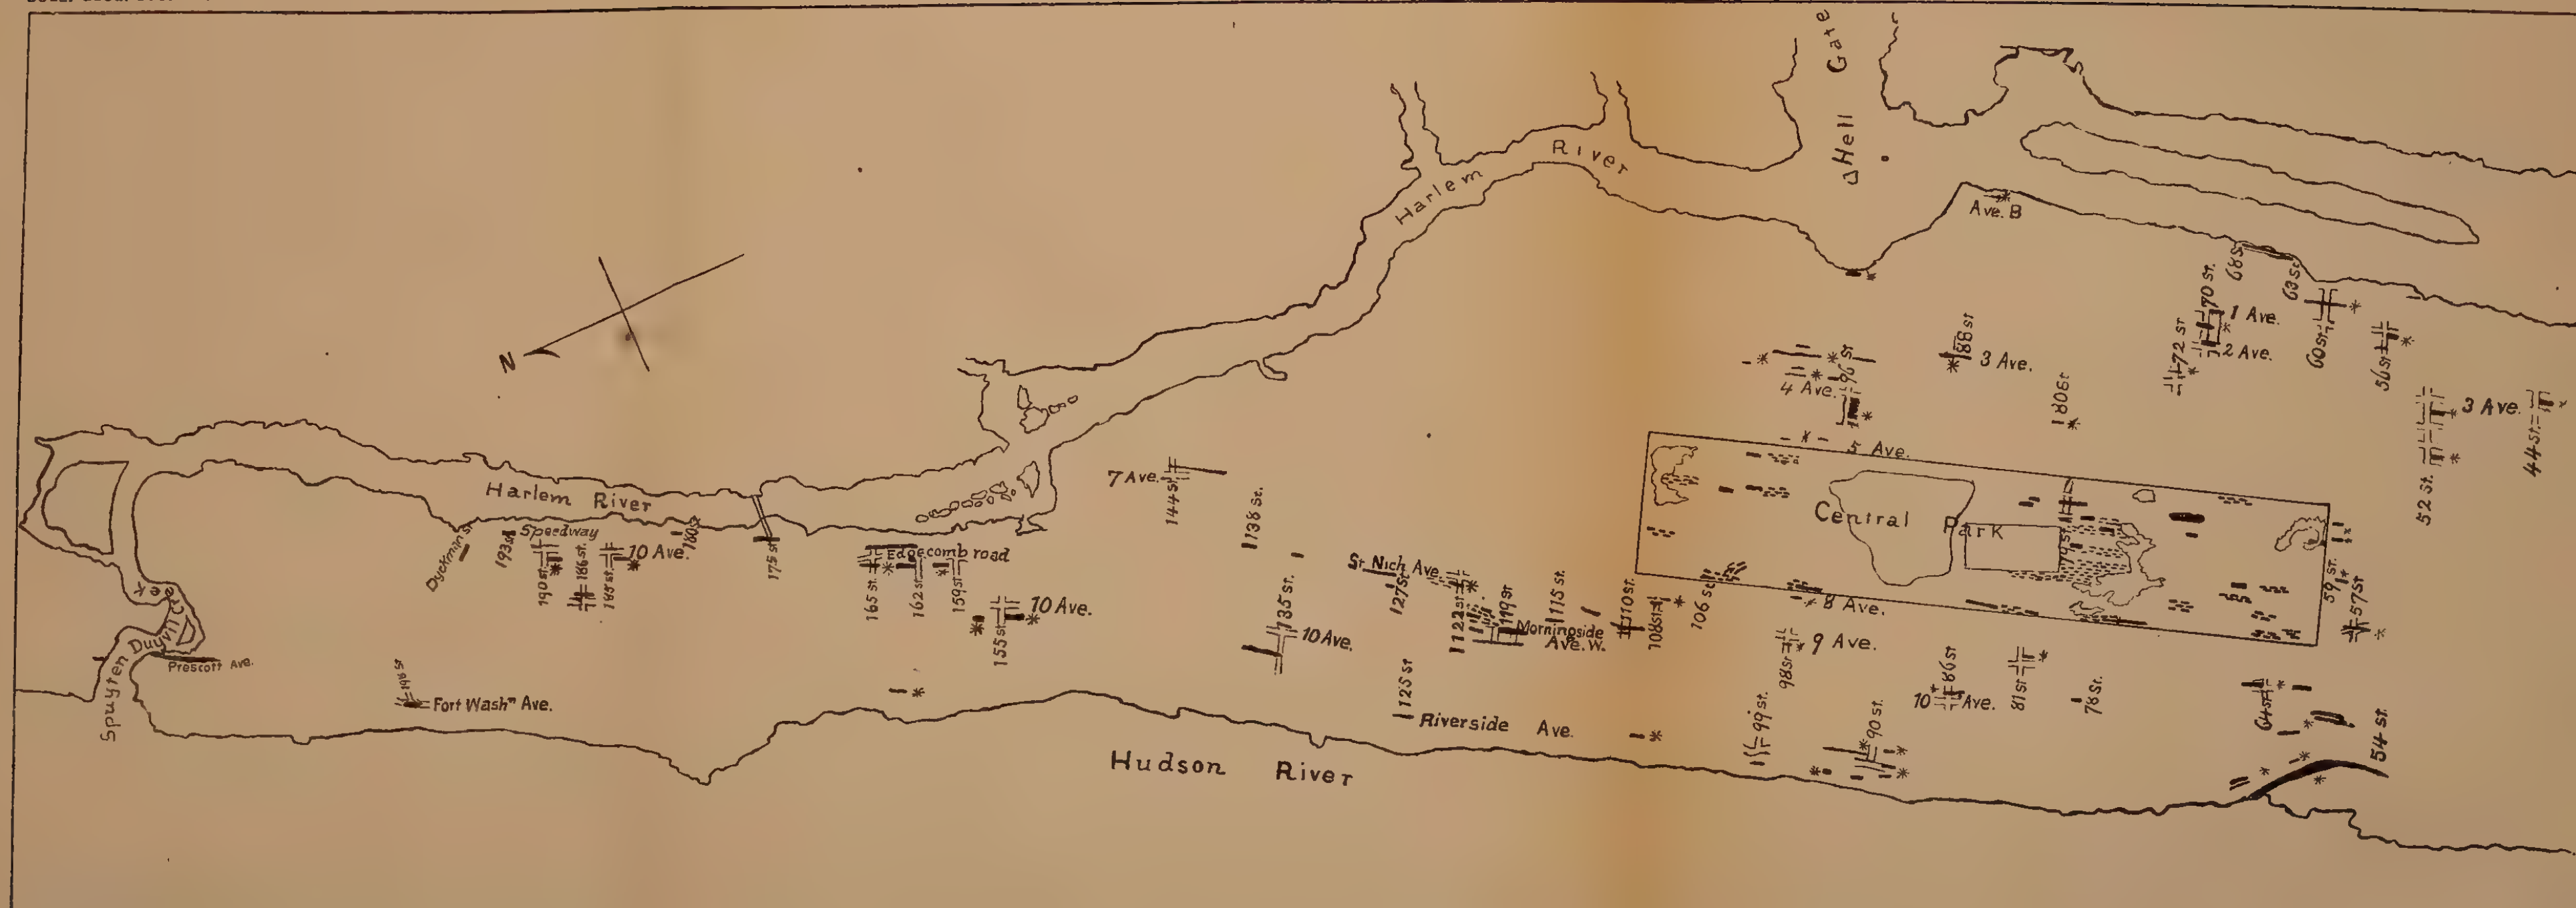 Hell Gate
River
Harlem
Ave. B
68 St.
63 St.
70 St.
1 Ave.
2 Ave.
72 St
60 St.
56 St
88 St
3 Ave.
96 St
4 Ave.
80 St
3 Ave.
44 St.
52 St.
5 Ave.
N
7 Ave.
144 St.
138 St.
Central Park
79 St
Harlem River
Speedway
Dyckman St
193 St
190 St.
186 St.
185 St.
10 Ave.
180 St
175 St
Edgecomb road
165 St.
162 St
159 St
155 St
10 Ave.
135 St.
10 Ave.
St Nich Ave
127 St
122 St
119 St
115 St.
Morningside
Ave. W.
110 St.
108 St
106 St
8 Ave.
59 St.
57 St
9 Ave.
98 St
86 St
10 Ave.
81 St
78 St.
64 St
54 St.
125 St
Riverside Ave.
99 St.
90 St.
Spuyten Duyvil Creek
Prescott Ave.
198 St
Fort Washⁿ Ave.
Hudson River